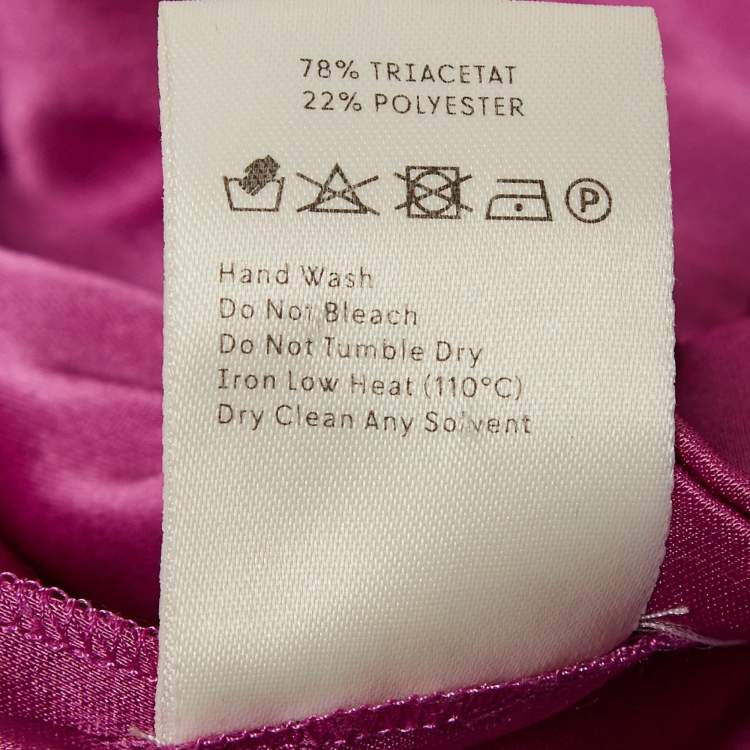 78% TRIACETAT
22% POLYESTER
P
Hand Wash
Do Not Bleach
Do Not Tumble Dry
Iron Low Heat (110°C)
Dry Clean Any Solvent